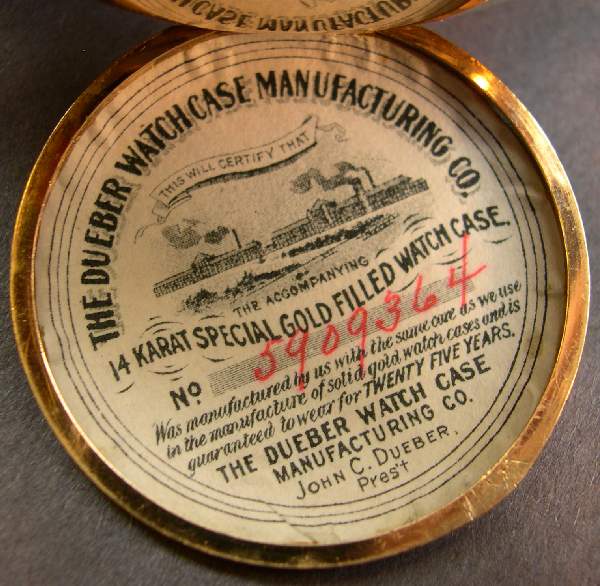 THE DUEBER WATCH CASE MANUFACTURING CO.
THIS WILL CERTIFY THAT
THE ACCOMPANYING
14 KARAT SPECIAL GOLD FILLED WATCH CASE.
No 5909364
Was manufactured by us with the same care as we use
in the manufacture of solid gold watch cases and is
guaranteed to wear for TWENTY FIVE YEARS.
THE DUEBER WATCH CASE
MANUFACTURING CO.
JOHN C. DUEBER.
Pres't